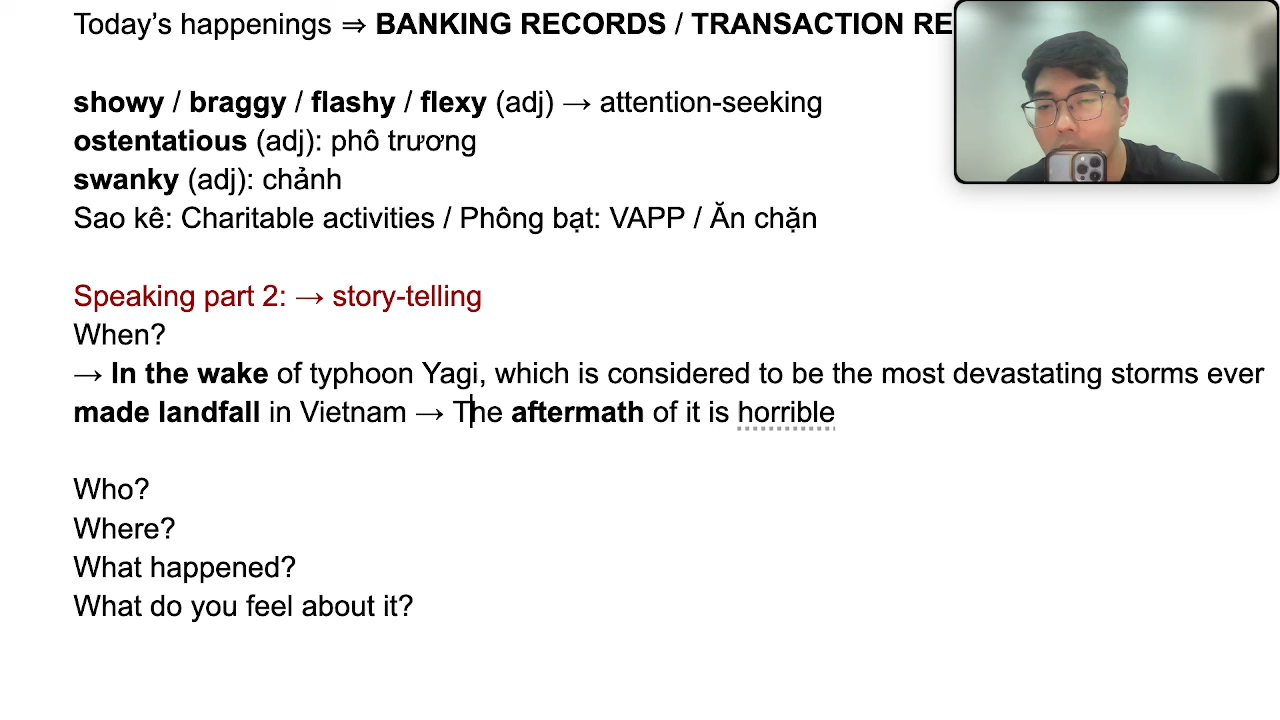 Today’s happenings ⇒ BANKING RECORDS / TRANSACTION RE
showy / braggy / flashy / flexy (adj) → attention-seeking
ostentatious (adj): phô trương
swanky (adj): chảnh
Sao kê: Charitable activities / Phông bạt: VAPP / Ăn chặn
Speaking part 2: → story-telling
When?
→ In the wake of typhoon Yagi, which is considered to be the most devastating storms ever
made landfall in Vietnam → The aftermath of it is horrible
Who?
Where?
What happened?
What do you feel about it?